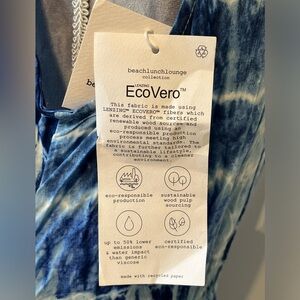 be
beachlunchlounge
collection
LENZING™
EcoVero™
This fabric is made using
LENZING™ ECOVERO™ fibers which
are derived from certified
renewable wood sources and
produced using an
eco-responsible production
process meeting high
environmental standards. The
fabric is further tailored to
a sustainable lifestyle,
contributing to a cleaner
environment.
eco-responsible
production
sustainable
wood pulp
sourcing
up to 50% lower
emissions
& water impact
than generic
viscose
certified
eco-responsible
made with recycled paper